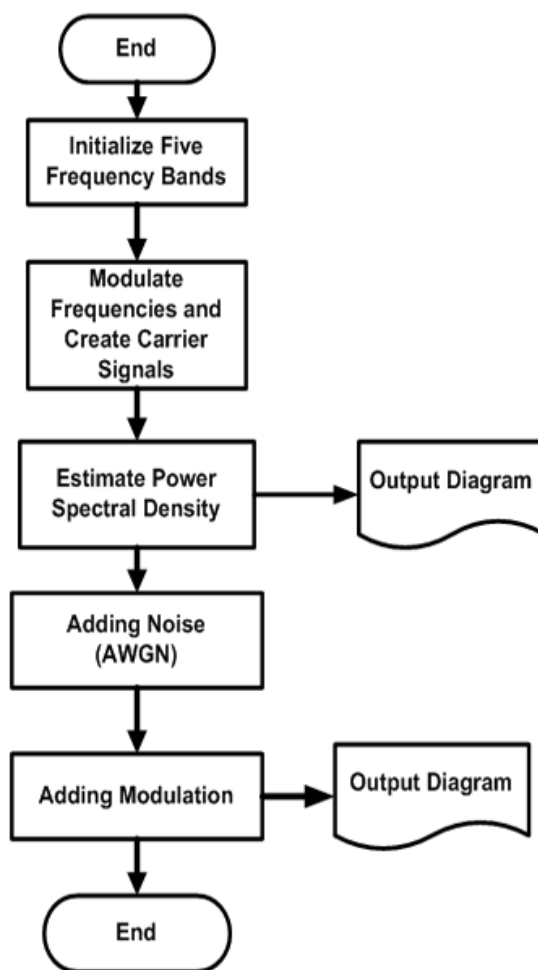 End
Initialize Five
Frequency Bands
Modulate
Frequencies and
Create Carrier
Signals
Estimate Power
Spectral Density
Output Diagram
Adding Noise
(AWGN)
Adding Modulation
Output Diagram
End